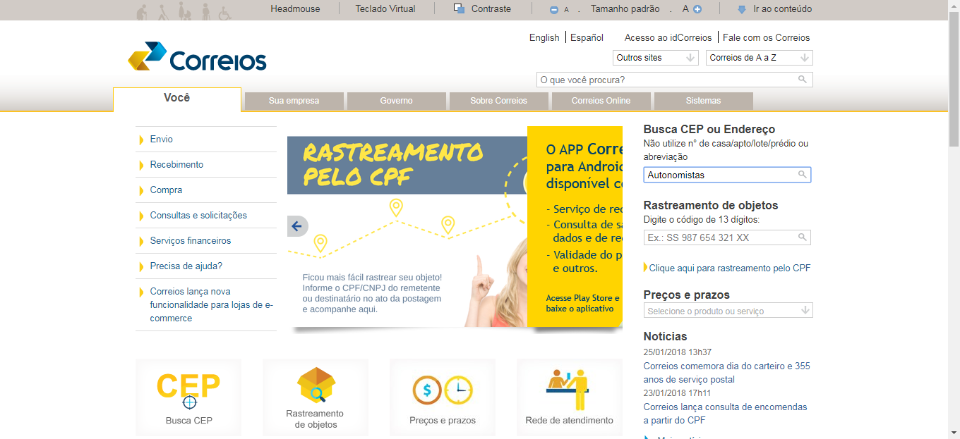 Headmouse
Teclado Virtual
Contraste
A . Tamanho padrão . A
Ir ao conteúdo
English | Español
Acesso ao idCorreios | Fale com os Correios
Correios
Outros sites
Correios de A a Z
O que você procura?
Você
Sua empresa
Governo
Sobre Correios
Correios Online
Sistemas
Envio
Recebimento
Compra
Consultas e solicitações
Serviços financeiros
Precisa de ajuda?
Correios lança nova
funcionalidade para lojas de e-
commerce
RASTREAMENTO
PELO CPF
Ficou mais fácil rastrear seu objeto!
Informe o CPF/CNPJ do remetente
ou destinatário no ato da postagem
e acompanhe aqui.
O APP Corre
para Android
disponível c
- Serviço de re
- Consulta de s
dados e de re
- Validade do p
e outros.
Acesse Play Store e
baixe o aplicativo
Busca CEP ou Endereço
Não utilize n° de casa/apto/lote/prédio ou
abreviação
Autonomistas
Rastreamento de objetos
Digite o código de 13 dígitos:
Ex.: SS 987 654 321 XX
Clique aqui para rastreamento pelo CPF
Preços e prazos
Selecione o produto ou serviço
Notícias
25/01/2018 13h37
Correios comemora dia do carteiro e 355
anos de serviço postal
23/01/2018 17h11
Correios lança consulta de encomendas
a partir do CPF
CEP
Busca CEP
Rastreamento
de objetos
$
Preços e prazos
Rede de atendimento